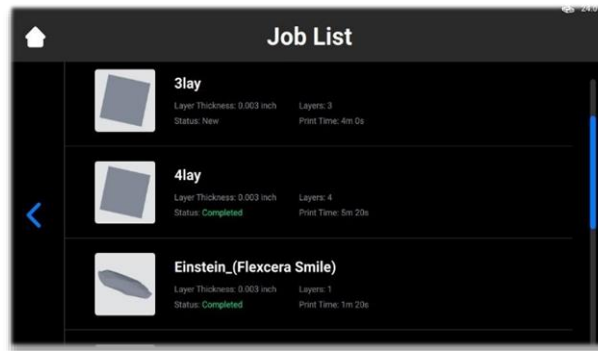 Job List
3lay
Layer Thickness: 0.003 inch Layers: 3
Status: New Print Time: 4m 0s
4lay
Layer Thickness: 0.003 inch Layers: 4
Status: Completed Print Time: 5m 20s
Einstein_(Flexcera Smile)
Layer Thickness: 0.003 inch Layers: 1
Status: Completed Print Time: 1m 20s